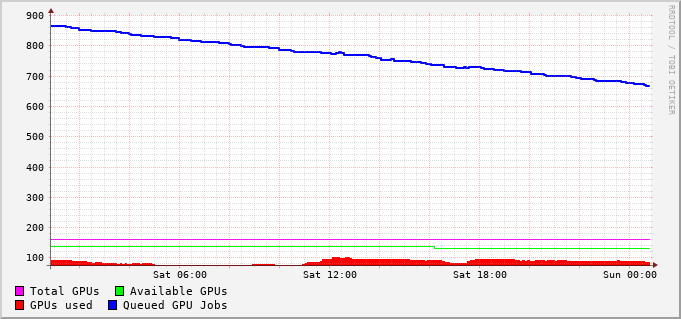 900
800
700
600
500
400
300
200
100
Sat 06:00 Sat 12:00 Sat 18:00 Sun 00:00
Total GPUs Available GPUs
GPUs used Queued GPU Jobs
RRDTOOL / TOBI OETIKER